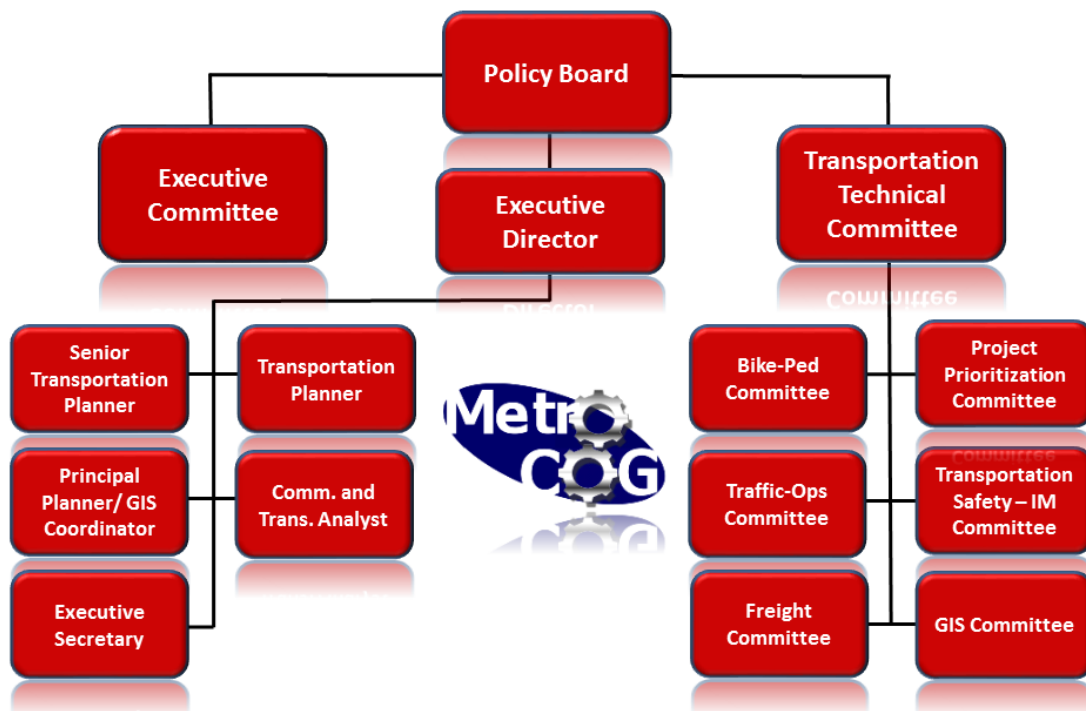 Policy Board
Executive
Committee
Executive
Director
Transportation
Technical
Committee
Senior
Transportation
Planner
Transportation
Planner
Principal
Planner/ GIS
Coordinator
Comm. and
Trans. Analyst
Executive
Secretary
Metro
COG
Bike-Ped
Committee
Project
Prioritization
Committee
Traffic-Ops
Committee
Transportation
Safety – IM
Committee
Freight
Committee
GIS Committee